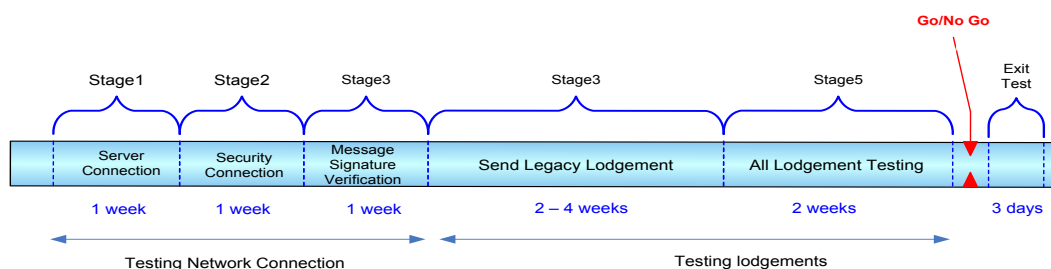 Go/No Go
Stage1
Stage2
Stage3
Stage3
Stage5
Exit
Test
Server
Connection
Security
Connection
Message
Signature
Verification
Send Legacy Lodgement
All Lodgement Testing
1 week
1 week
1 week
2 – 4 weeks
2 weeks
3 days
Testing Network Connection
Testing lodgements